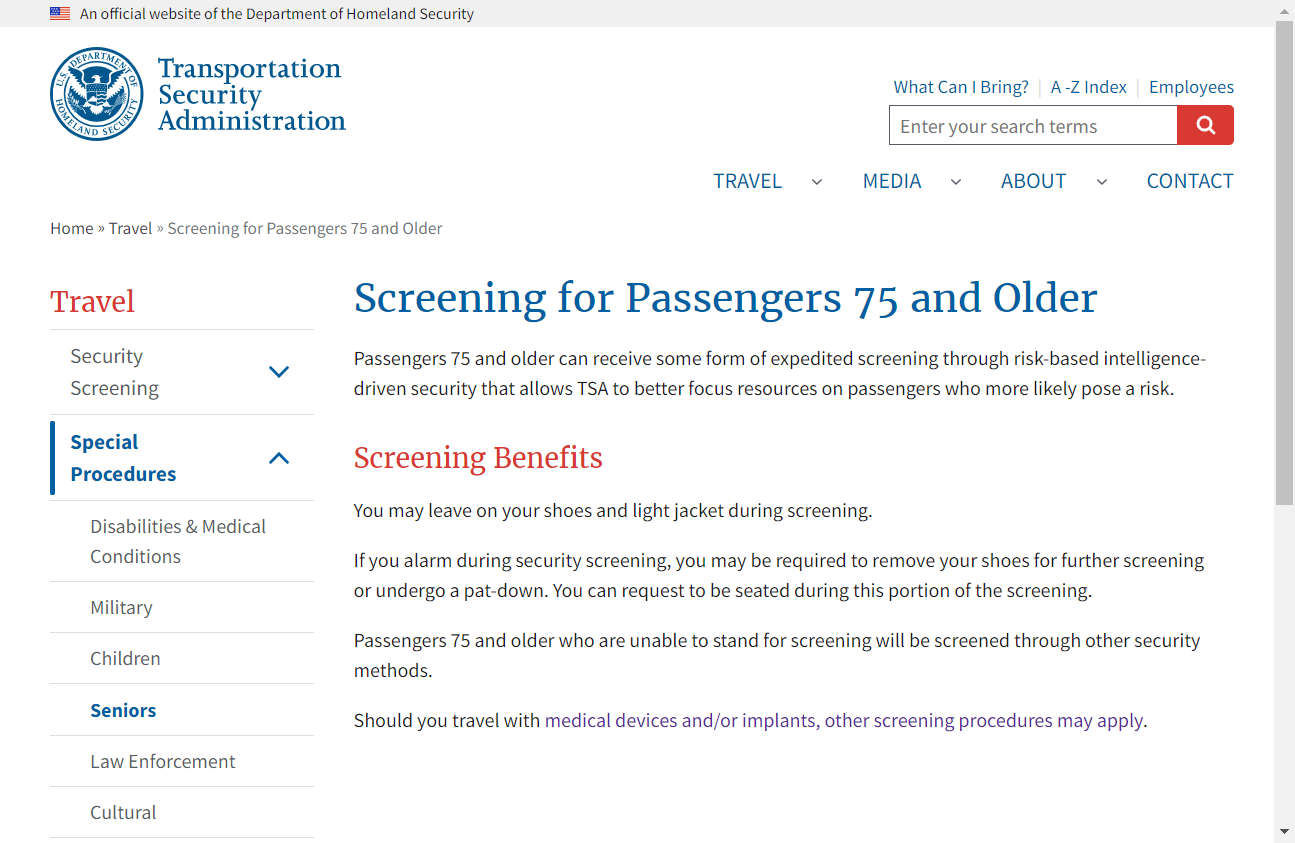 An official website of the Department of Homeland Security
U.S. DEPARTMENT OF HOMELAND SECURITY
Transportation
Security
Administration
What Can I Bring? A -Z Index Employees
Enter your search terms
TRAVEL MEDIA ABOUT CONTACT
Home » Travel » Screening for Passengers 75 and Older
Travel
Security
Screening
Special
Procedures
Disabilities & Medical
Conditions
Military
Children
Seniors
Law Enforcement
Cultural
Screening for Passengers 75 and Older
Passengers 75 and older can receive some form of expedited screening through risk-based intelligence-
driven security that allows TSA to better focus resources on passengers who more likely pose a risk.
Screening Benefits
You may leave on your shoes and light jacket during screening.
If you alarm during security screening, you may be required to remove your shoes for further screening
or undergo a pat-down. You can request to be seated during this portion of the screening.
Passengers 75 and older who are unable to stand for screening will be screened through other security
methods.
Should you travel with medical devices and/or implants, other screening procedures may apply.